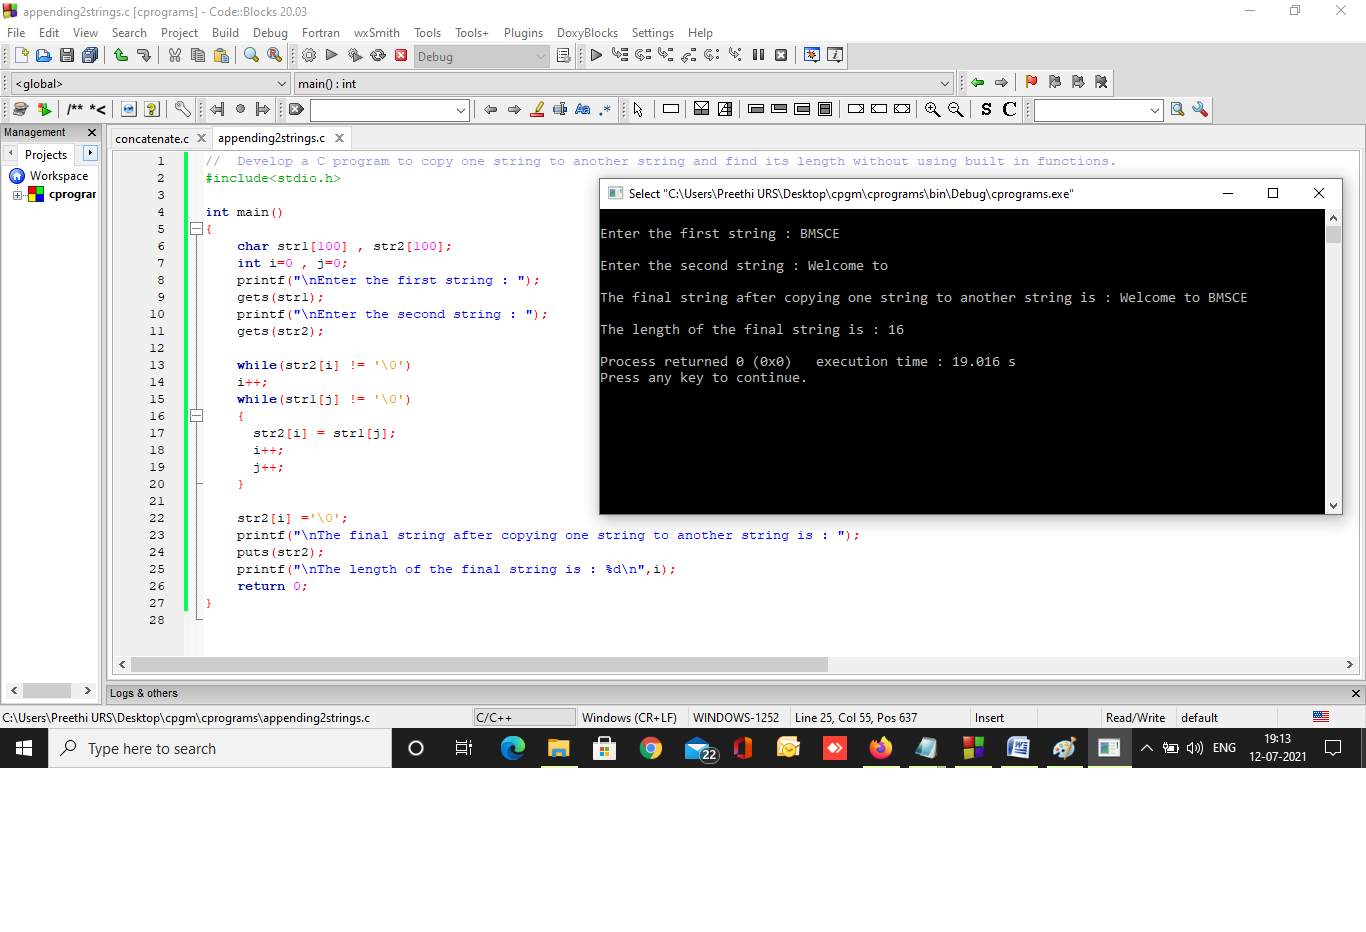 appending2strings.c [cprograms] - Code::Blocks 20.03
File Edit View Search Project Build Debug Fortran wxSmith Tools Tools+ Plugins DoxyBlocks Settings Help
Debug
<global> main() : int
/** *< Aa .* S C
Management
concatenate.c appending2strings.c
Projects
Workspace
cprograr
1 // Develop a C program to copy one string to another string and find its length without using built in functions.
2 #include<stdio.h>
3
4 int main()
5 {
6 char str1[100] , str2[100];
7 int i=0 , j=0;
8 printf("\nEnter the first string : ");
9 gets(str1);
10 printf("\nEnter the second string : ");
11 gets(str2);
12
13 while(str2[i] != '\0')
14 i++;
15 while(str1[j] != '\0')
16 {
17 str2[i] = str1[j];
18 i++;
19 j++;
20 }
21
22 str2[i] ='\0';
23 printf("\nThe final string after copying one string to another string is : ");
24 puts(str2);
25 printf("\nThe length of the final string is : %d\n",i);
26 return 0;
27 }
28
Select "C:\Users\Preethi URS\Desktop\cpgm\cprograms\bin\Debug\cprograms.exe"
Enter the first string : BMSCE
Enter the second string : Welcome to
The final string after copying one string to another string is : Welcome to BMSCE
The length of the final string is : 16
Process returned 0 (0x0)   execution time : 19.016 s
Press any key to continue.
Logs & others
C:\Users\Preethi URS\Desktop\cpgm\cprograms\appending2strings.c C/C++ Windows (CR+LF) WINDOWS-1252 Line 25, Col 55, Pos 637 Insert Read/Write default
Type here to search
22
ENG
19:13
12-07-2021